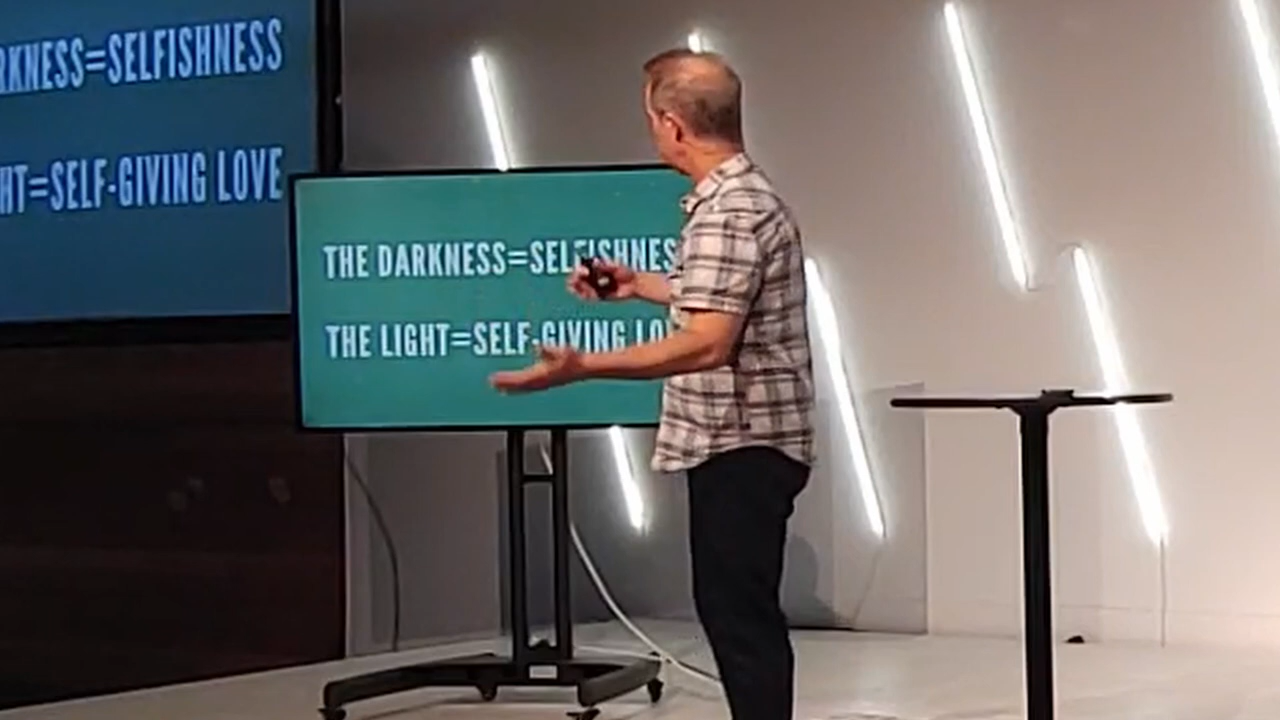 RKNESS=SELFISHNESS
HT=SELF-GIVING LOVE
THE DARKNESS=SELFISHNES
THE LIGHT=SELF-GIVING LO